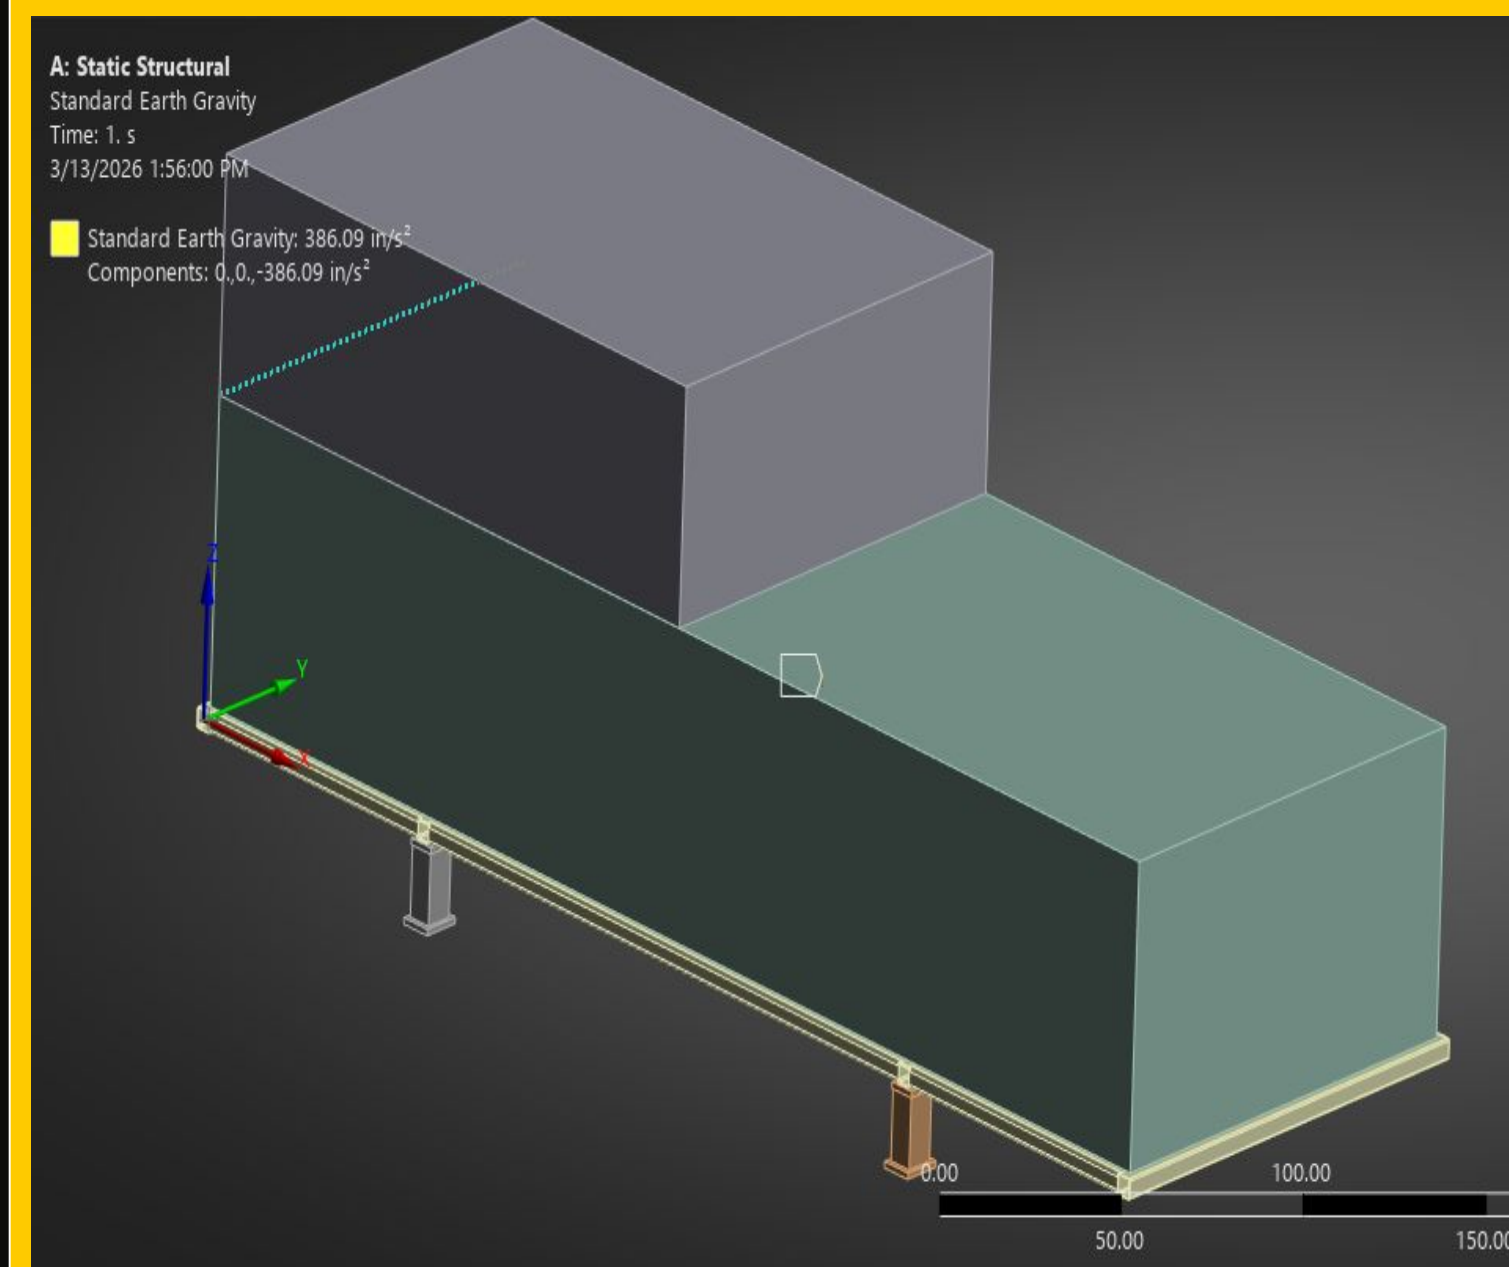 A: Static Structural
Standard Earth Gravity
Time: 1. s
3/13/2026 1:56:00 PM
Standard Earth Gravity: 386.09 in/s²
Components: 0.,0.,-386.09 in/s²
Z
Y
X
0.00 100.00
50.00 150.00